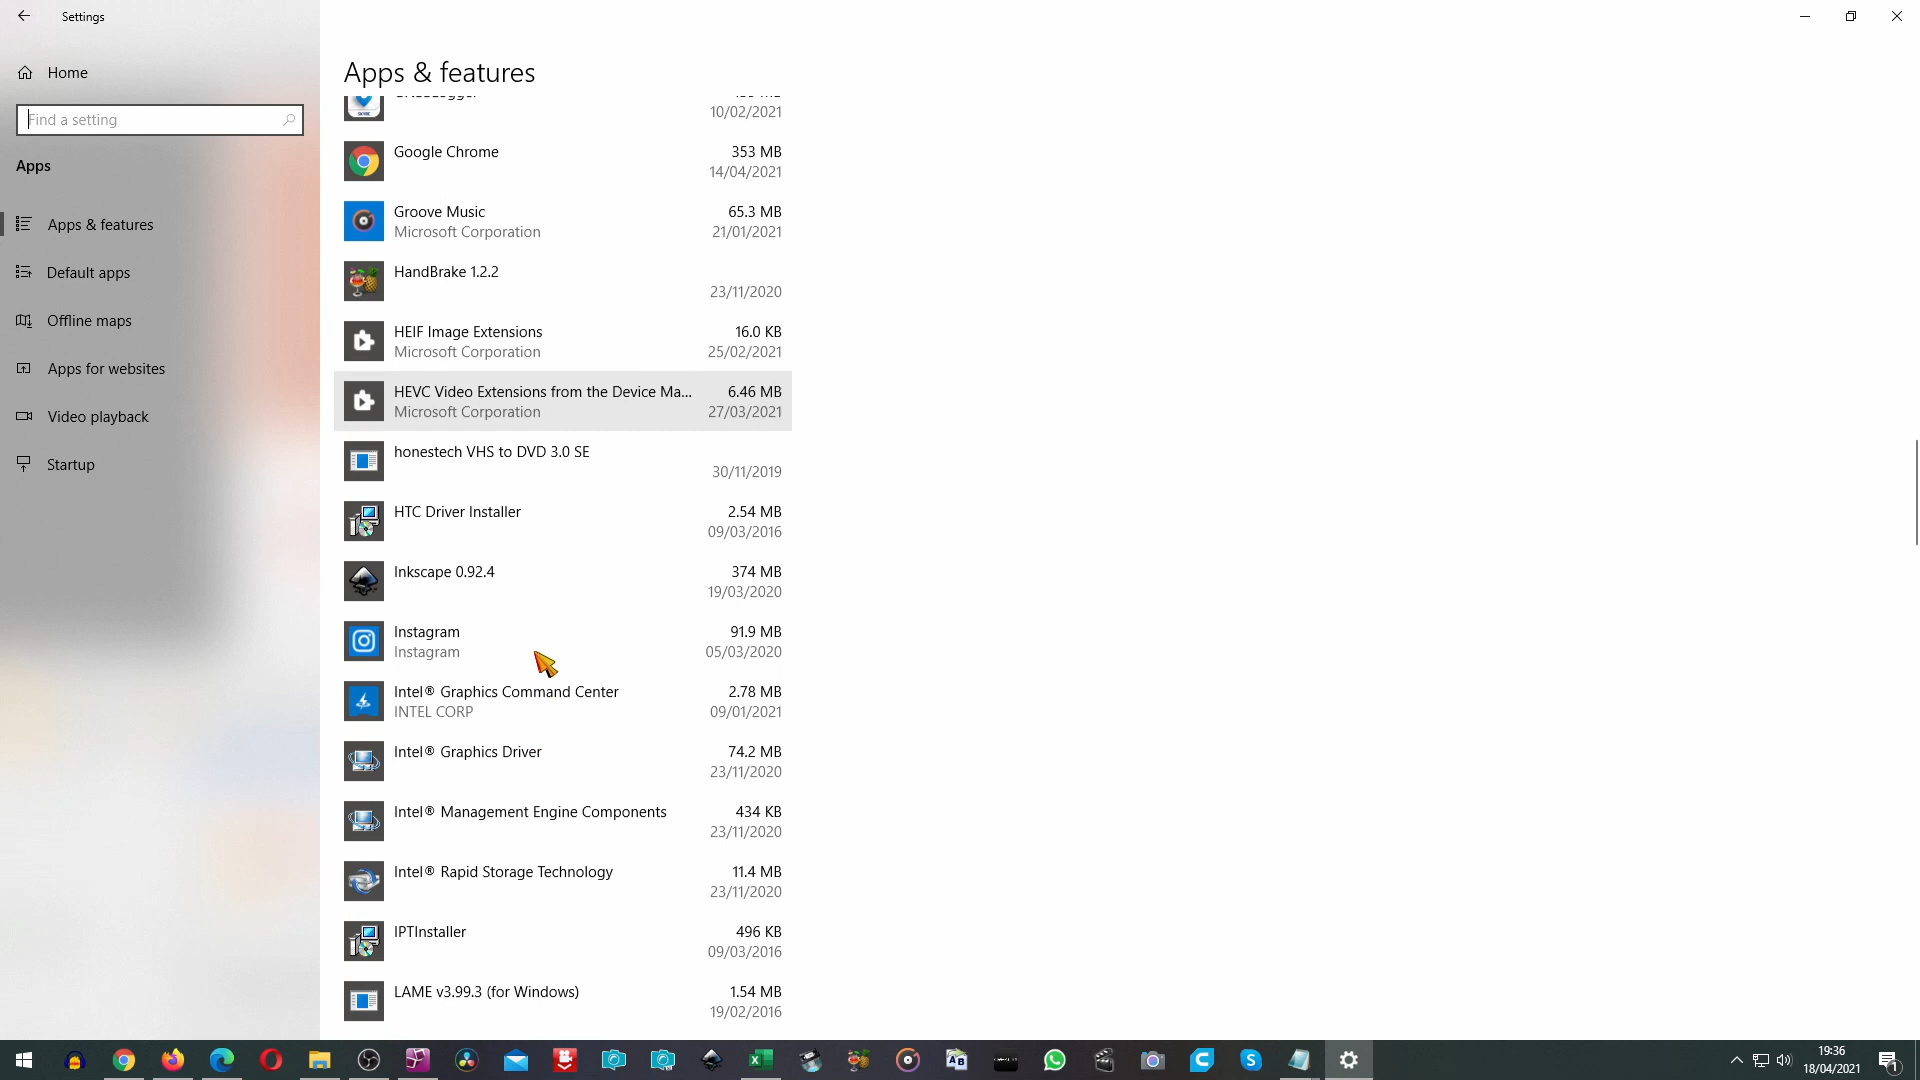 Settings
Home
Find a setting
Apps
Apps & features
Default apps
Offline maps
Apps for websites
Video playback
Startup
Apps & features
10/02/2021
Google Chrome 353 MB
14/04/2021
Groove Music 65.3 MB
Microsoft Corporation 21/01/2021
HandBrake 1.2.2
23/11/2020
HEIF Image Extensions 16.0 KB
Microsoft Corporation 25/02/2021
HEVC Video Extensions from the Device Ma... 6.46 MB
Microsoft Corporation 27/03/2021
honestech VHS to DVD 3.0 SE
30/11/2019
HTC Driver Installer 2.54 MB
09/03/2016
Inkscape 0.92.4 374 MB
19/03/2020
Instagram 91.9 MB
Instagram 05/03/2020
Intel® Graphics Command Center 2.78 MB
INTEL CORP 09/01/2021
Intel® Graphics Driver 74.2 MB
23/11/2020
Intel® Management Engine Components 434 KB
23/11/2020
Intel® Rapid Storage Technology 11.4 MB
23/11/2020
IPTInstaller 496 KB
09/03/2016
LAME v3.99.3 (for Windows) 1.54 MB
19/02/2016
19:36
18/04/2021